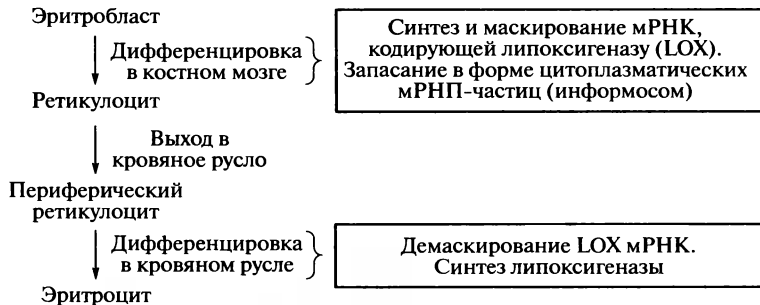 Эритробласт
Дифференцировка
в костном мозге
Синтез и маскирование мРНК,
кодирующей липоксигеназу (LOX).
Запасание в форме цитоплазматических
мРНП-частиц (информосом)
Ретикулоцит
Выход в
кровяное русло
Периферический
ретикулоцит
Дифференцировка
в кровяном русле
Демаскирование LOX мРНК.
Синтез липоксигеназы
Эритроцит